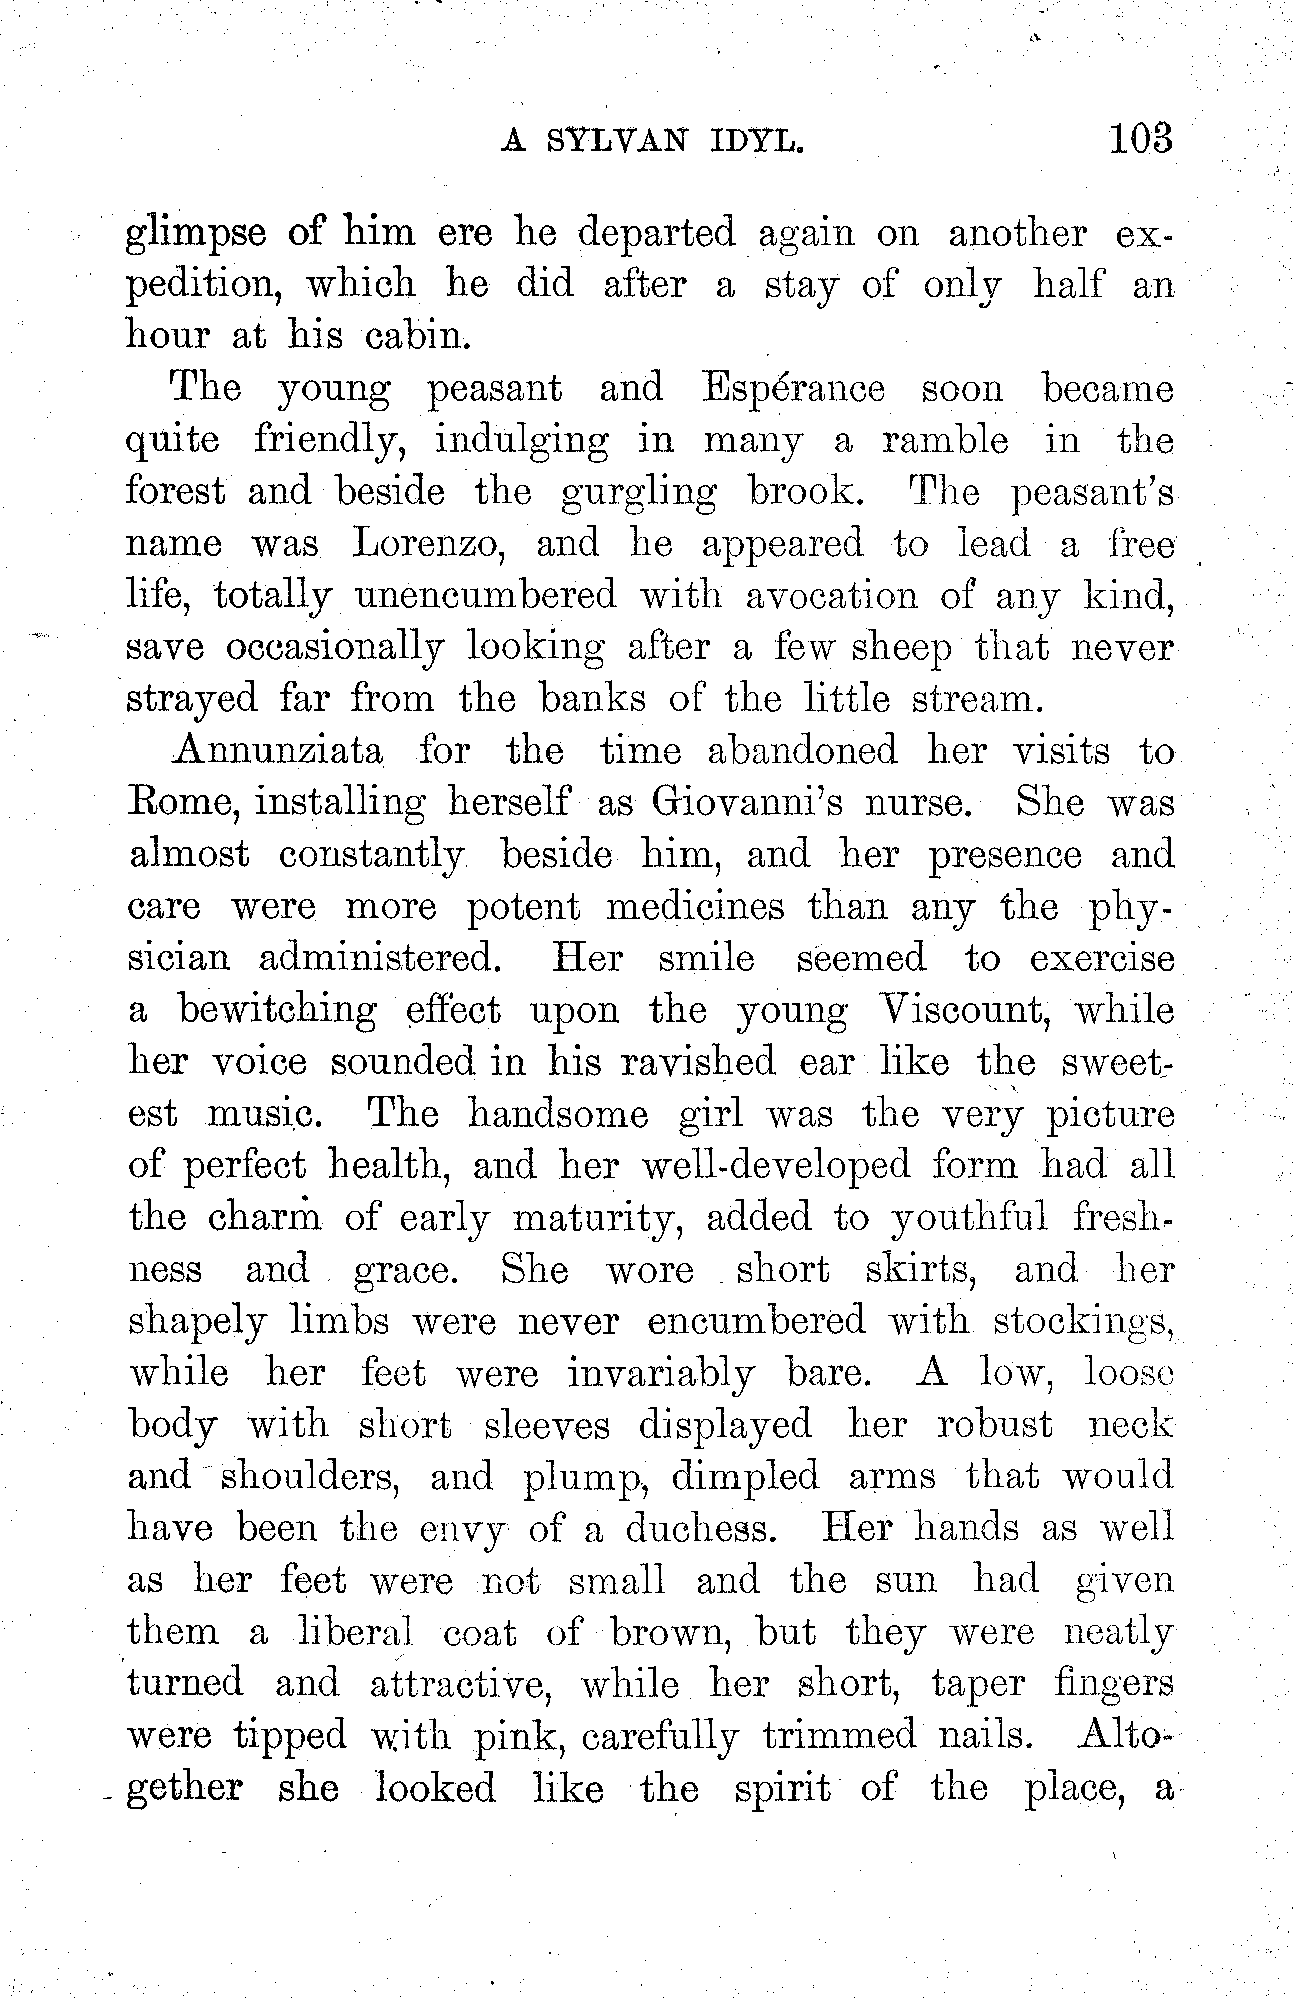 A SYLVAN IDYL. 103
glimpse of him ere he departed again on another ex-
pedition, which he did after a stay of only half an
hour at his cabin.
The young peasant and Espérance soon became
quite friendly, indulging in many a ramble in the
forest and beside the gurgling brook. The peasant's
name was Lorenzo, and he appeared to lead a free
life, totally unencumbered with avocation of any kind,
save occasionally looking after a few sheep that never
strayed far from the banks of the little stream.
Annunziata for the time abandoned her visits to
Rome, installing herself as Giovanni's nurse. She was
almost constantly beside him, and her presence and
care were more potent medicines than any the phy-
sician administered. Her smile seemed to exercise
a bewitching effect upon the young Viscount, while
her voice sounded in his ravished ear like the sweet-
est music. The handsome girl was the very picture
of perfect health, and her well-developed form had all
the charm of early maturity, added to youthful fresh-
ness and grace. She wore short skirts, and her
shapely limbs were never encumbered with stockings,
while her feet were invariably bare. A low, loose
body with short sleeves displayed her robust neck
and shoulders, and plump, dimpled arms that would
have been the envy of a duchess. Her hands as well
as her feet were not small and the sun had given
them a liberal coat of brown, but they were neatly
turned and attractive, while her short, taper fingers
were tipped with pink, carefully trimmed nails. Alto-
gether she looked like the spirit of the place, a